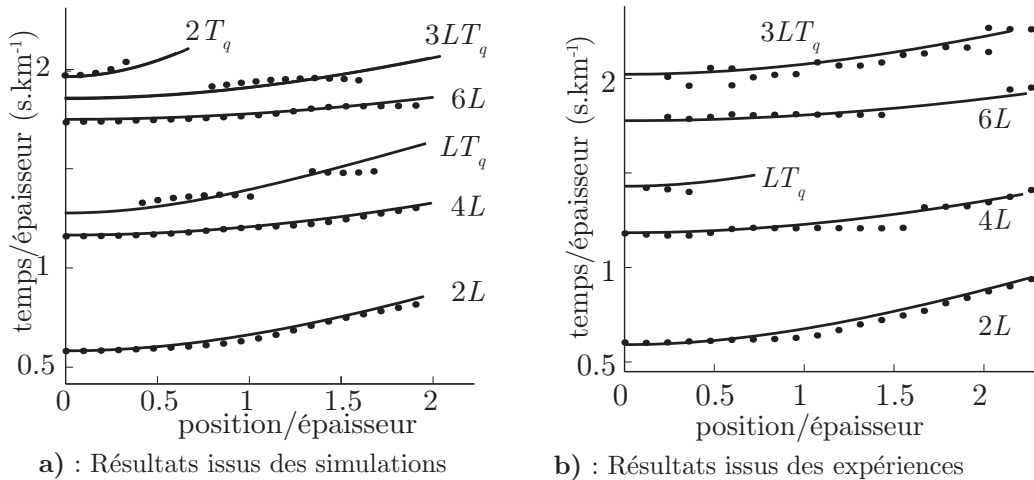 temps/épaisseur (s.km⁻¹)
2
1
0.5
2T_q
3LT_q
6L
LT_q
4L
2L
0 0.5 1 1.5 2
position/épaisseur
a) : Résultats issus des simulations
temps/épaisseur (s.km⁻¹)
2
1
0.5
3LT_q
6L
LT_q
4L
2L
0 0.5 1 1.5 2
position/épaisseur
b) : Résultats issus des expériences